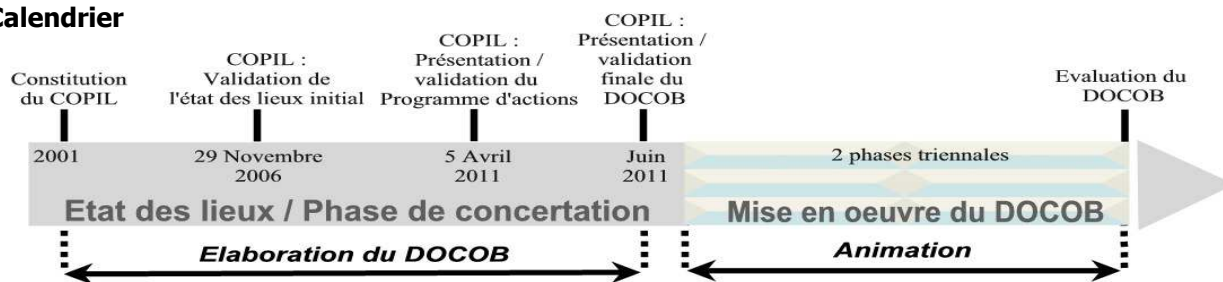 Calendrier
Constitution
du COPIL
COPIL :
Validation de
l'état des lieux initial
COPIL :
Présentation /
validation du
Programme d'actions
COPIL :
Présentation /
validation
finale du
DOCOB
Evaluation du
DOCOB
2001
29 Novembre
2006
5 Avril
2011
Juin
2011
2 phases triennales
Etat des lieux / Phase de concertation
Mise en oeuvre du DOCOB
Elaboration du DOCOB
Animation